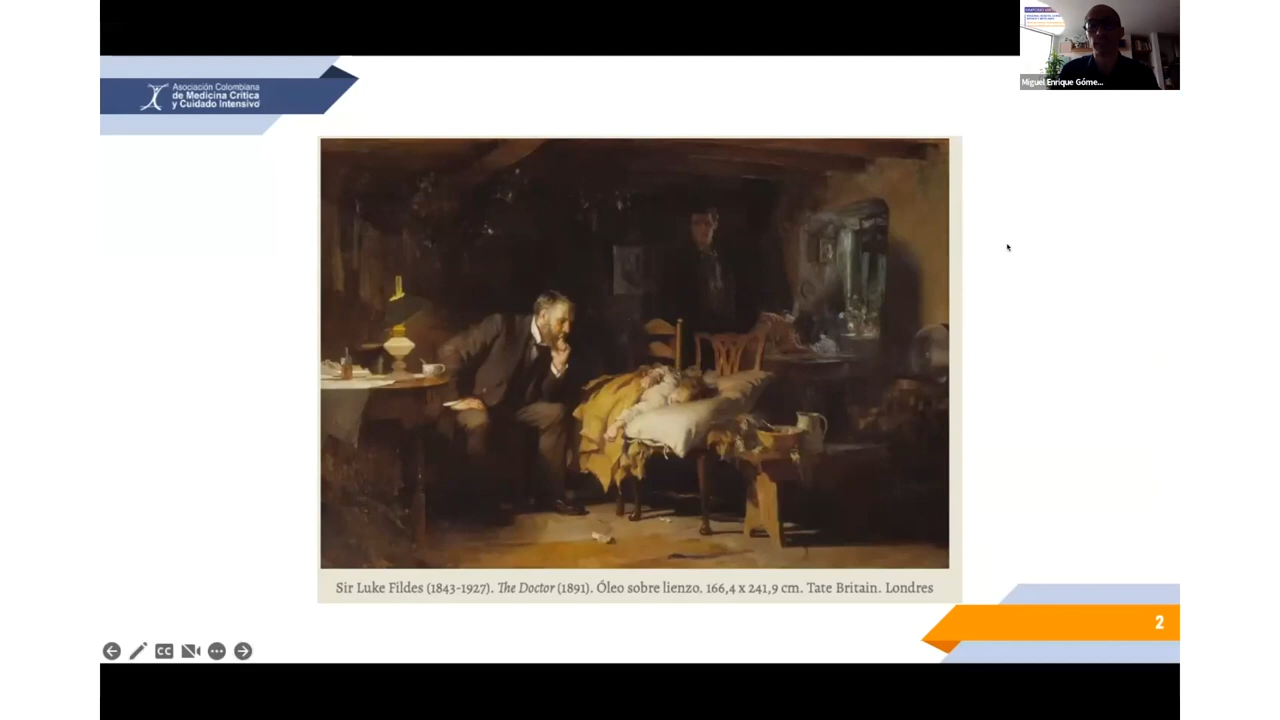 Asociación Colombiana
de Medicina Crítica
y Cuidado Intensivo
Miguel Enrique Góme...
Sir Luke Fildes (1843-1927). The Doctor (1891). Óleo sobre lienzo. 166,4 x 241,9 cm. Tate Britain. Londres
2
CC